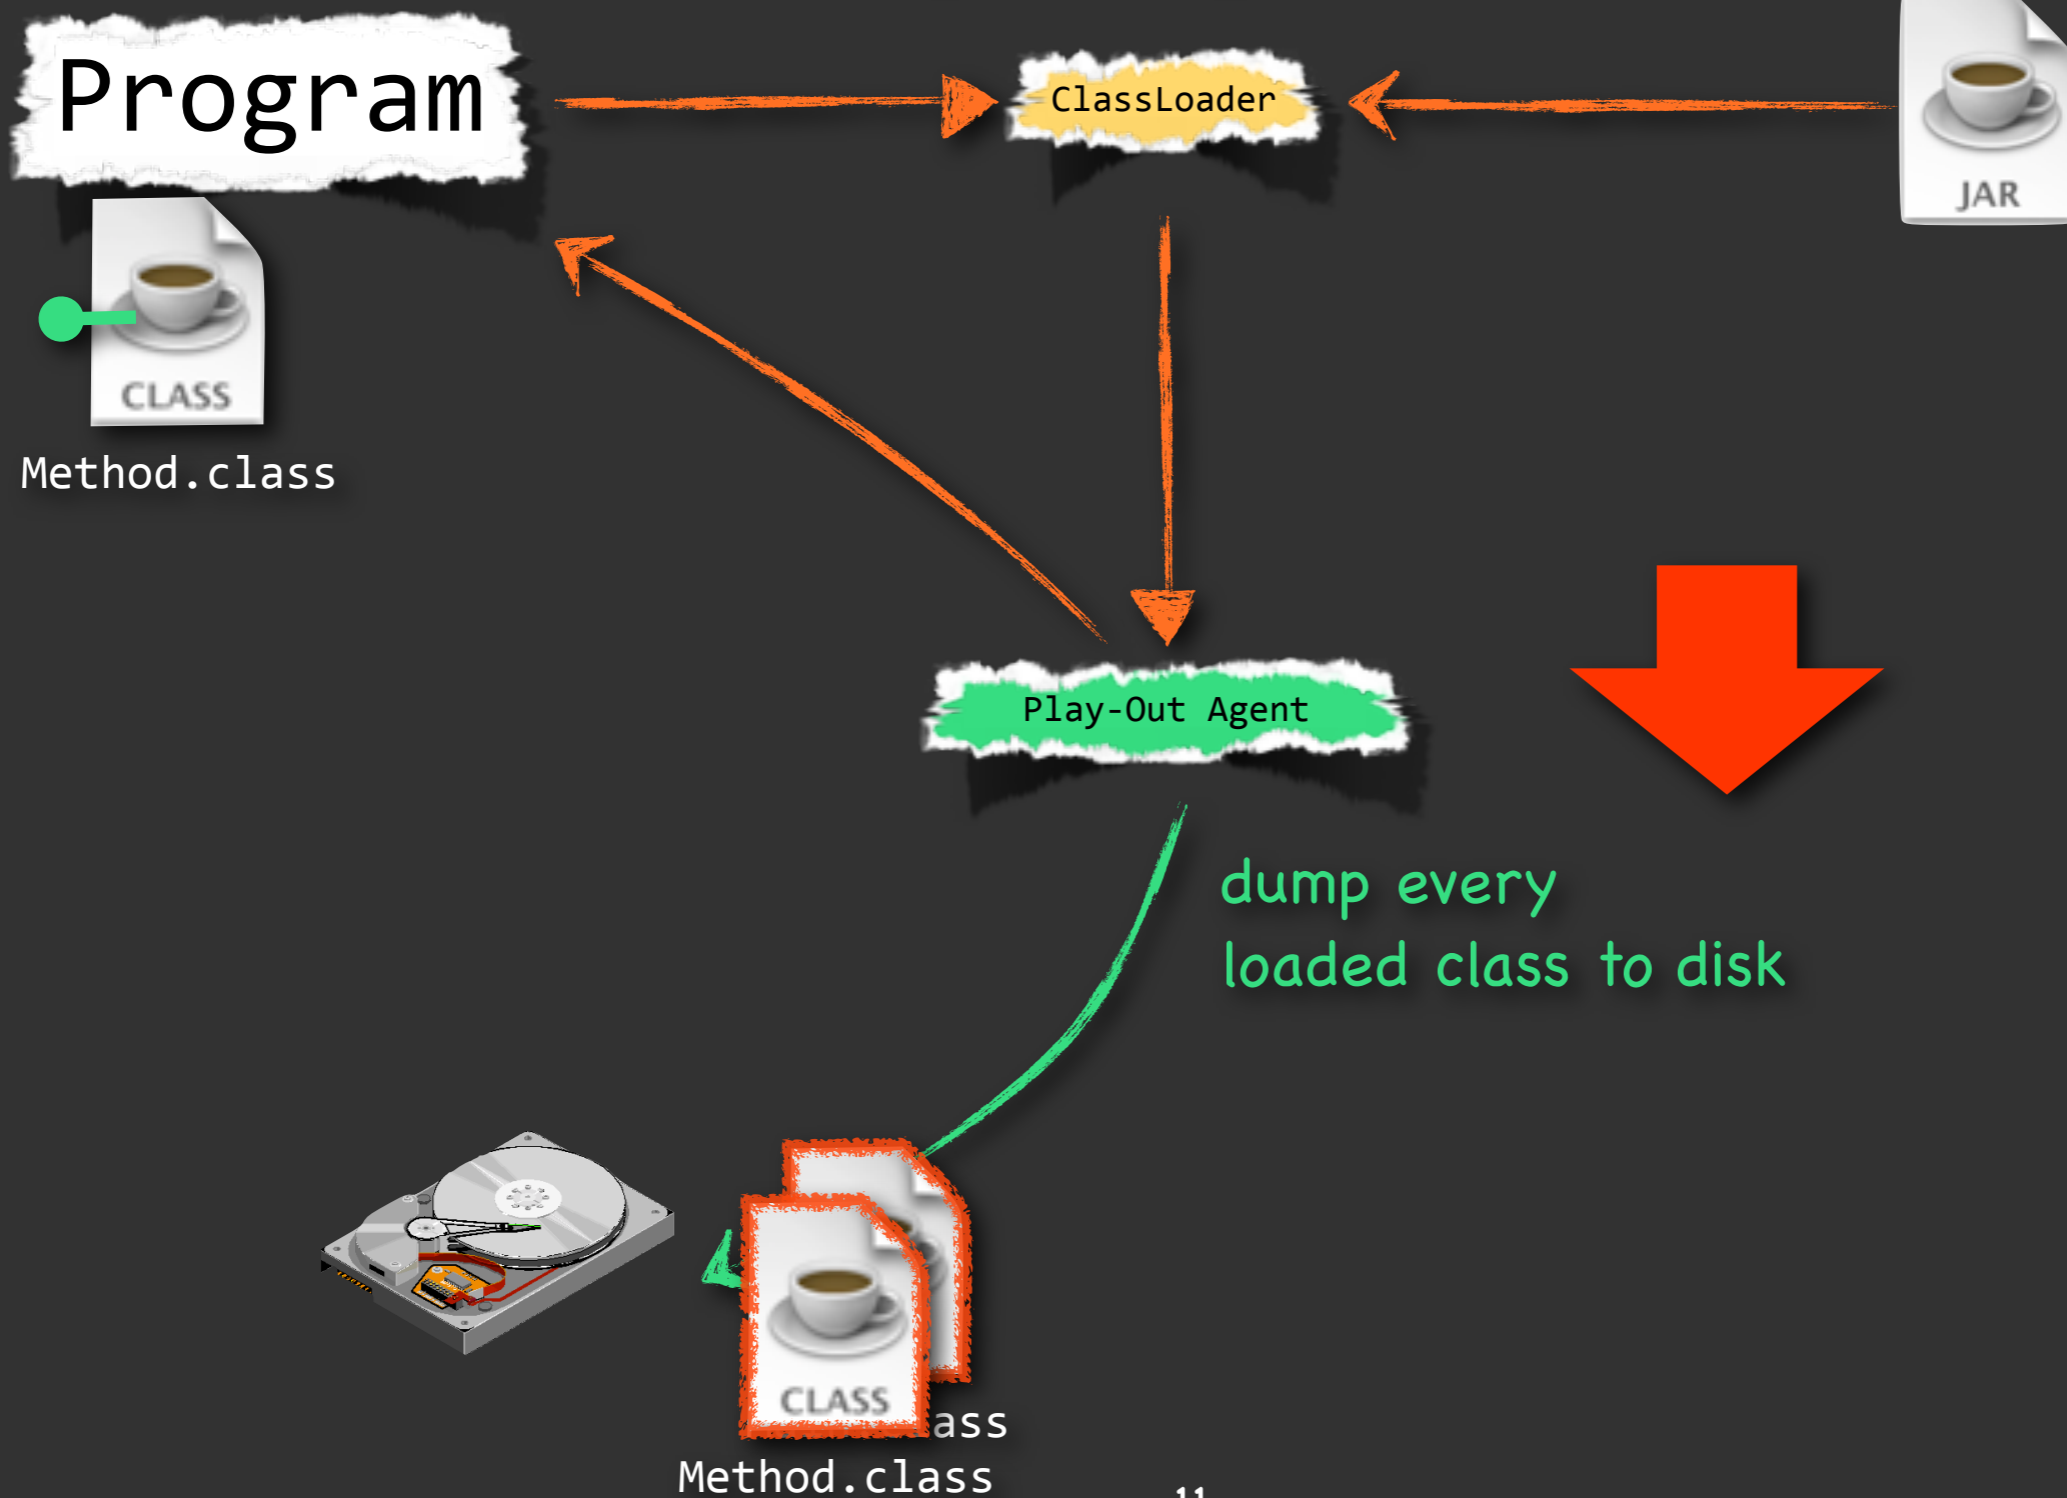 Program
ClassLoader
JAR
CLASS
Method.class
Play-Out Agent
dump every
loaded class to disk
CLASS
ass
Method.class
11